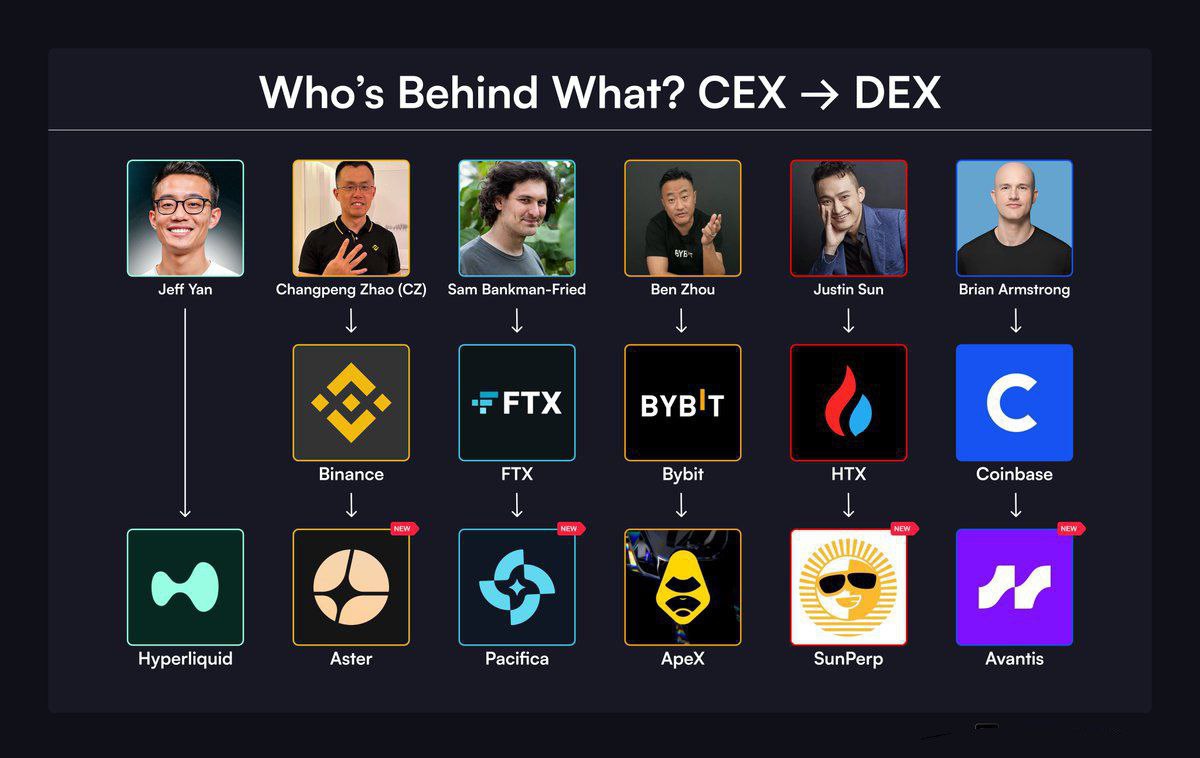 Who's Behind What? CEX → DEX
Jeff Yan
Changpeng Zhao (CZ)
Sam Bankman-Fried
Ben Zhou
Justin Sun
Brian Armstrong
FTX
BYBIT
Binance
FTX
Bybit
HTX
Coinbase
NEW
NEW
NEW
NEW
Hyperliquid
Aster
Pacifica
ApeX
SunPerp
Avantis